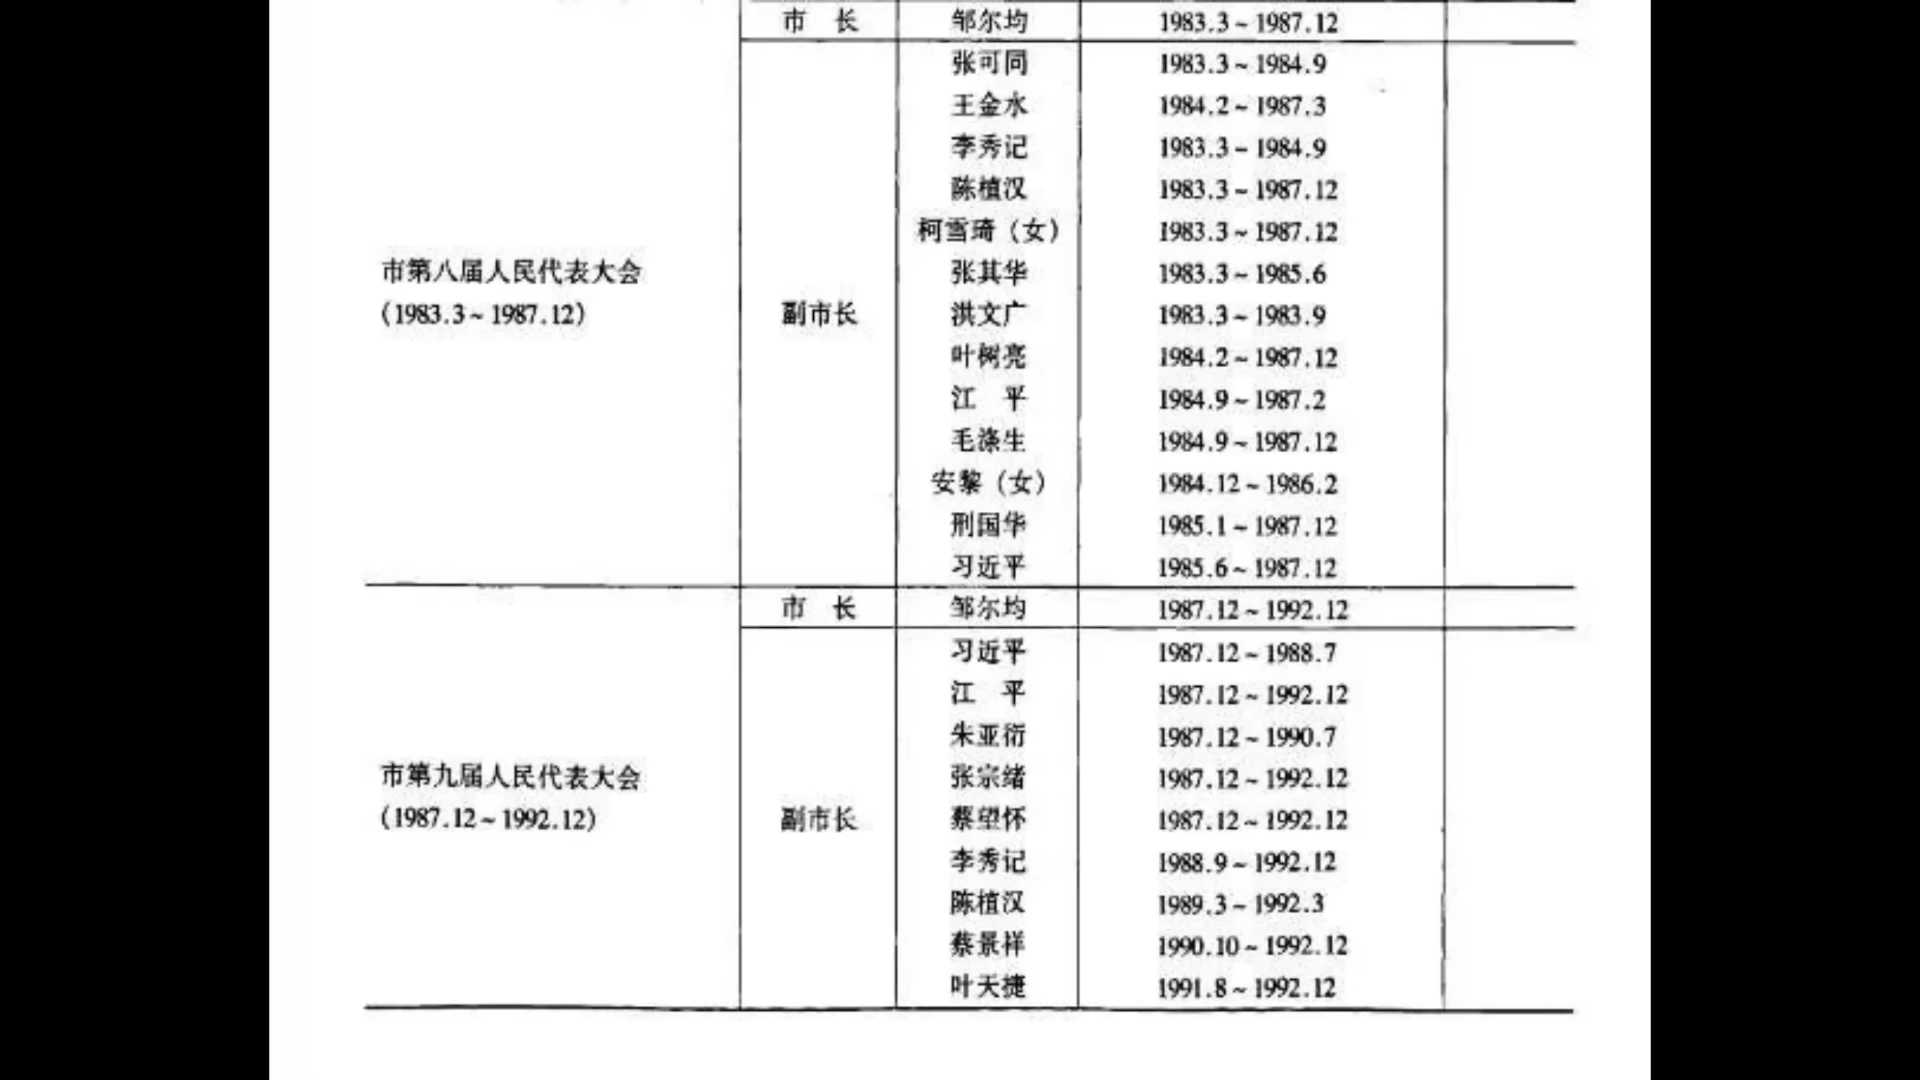 市 长 邹尔均 1983.3~1987.12
张可同 1983.3~1984.9
王金水 1984.2~1987.3
李秀记 1983.3~1984.9
陈植汉 1983.3~1987.12
柯雪琦（女） 1983.3~1987.12
市第八届人民代表大会 张其华 1983.3~1985.6
(1983.3~1987.12) 副市长 洪文广 1983.3~1983.9
叶树亮 1984.2~1987.12
江 平 1984.9~1987.2
毛涤生 1984.9~1987.12
安黎（女） 1984.12~1986.2
刑国华 1985.1~1987.12
习近平 1985.6~1987.12
市 长 邹尔均 1987.12~1992.12
习近平 1987.12~1988.7
江 平 1987.12~1992.12
朱亚衍 1987.12~1990.7
市第九届人民代表大会 张宗绪 1987.12~1992.12
(1987.12~1992.12) 副市长 蔡望怀 1987.12~1992.12
李秀记 1988.9~1992.12
陈植汉 1989.3~1992.3
蔡景祥 1990.10~1992.12
叶天捷 1991.8~1992.12